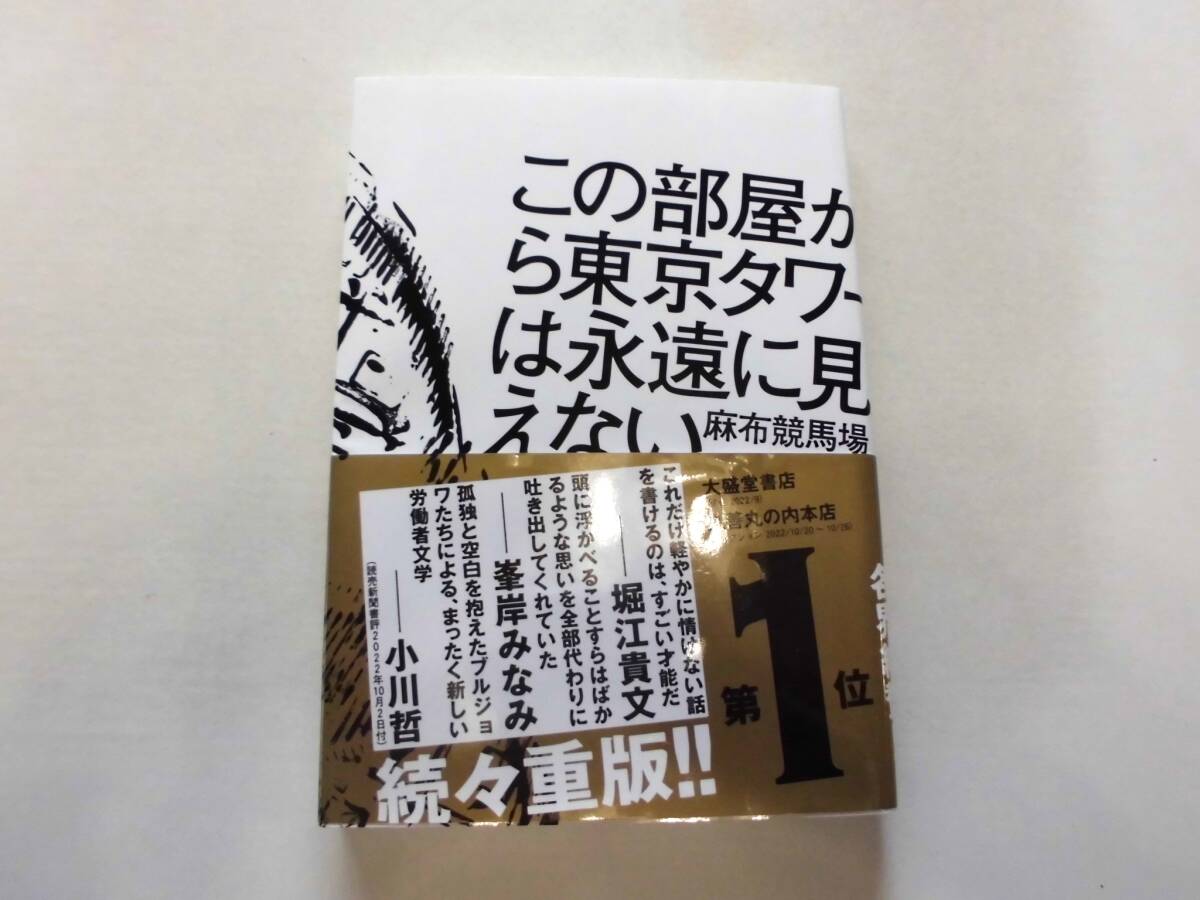 この部屋か
ら東京タワー
は永遠に見
えない
麻布競馬場
大盛堂書店
善丸の内本店
2022/10/20～10/26)
第1位
これだけ軽やかに情けない話
を書けるのは、すごい才能だ
――堀江貴文
頭に浮かべることすらはばか
るような思いを全部代わりに
吐き出してくれていた
――峯岸みなみ
孤独と空白を抱えたブルジョ
ワたちによる、まったく新しい
労働者文学
――小川哲
(読売新聞書評2022年10月2日付)
続々重版!!